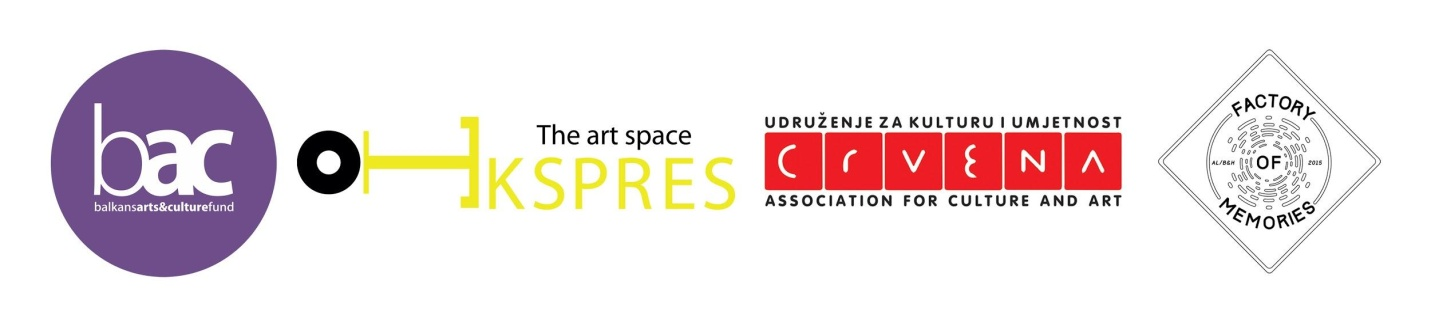 bac
balkansarts&culturefund
The art space
EKSPRES
UDRUŽENJE ZA KULTURU I UMJETNOST
CrVENA
ASSOCIATION FOR CULTURE AND ART
FACTORY
AL/B&H OF 2015
MEMORIES